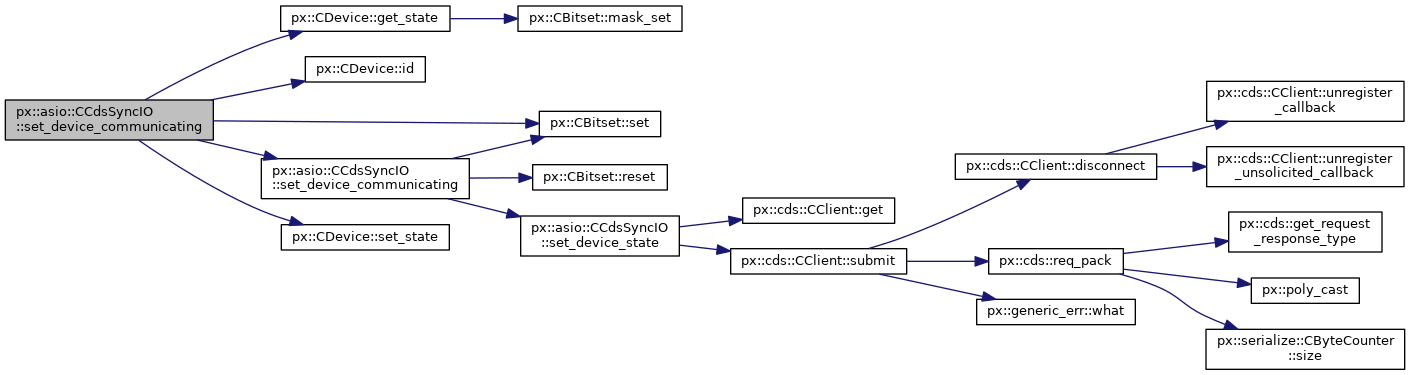 px::asio::CCdsSyncIO
::set_device_communicating
px::CDevice::get_state
px::CBitset::mask_set
px::CDevice::id
px::CBitset::set
px::asio::CCdsSyncIO
::set_device_communicating
px::CBitset::reset
px::asio::CCdsSyncIO
::set_device_state
px::CDevice::set_state
px::cds::CClient::get
px::cds::CClient::submit
px::cds::CClient::disconnect
px::cds::CClient::unregister
_callback
px::cds::CClient::unregister
_unsolicited_callback
px::cds::req_pack
px::cds::get_request
_response_type
px::poly_cast
px::serialize::CByteCounter
::size
px::generic_err::what